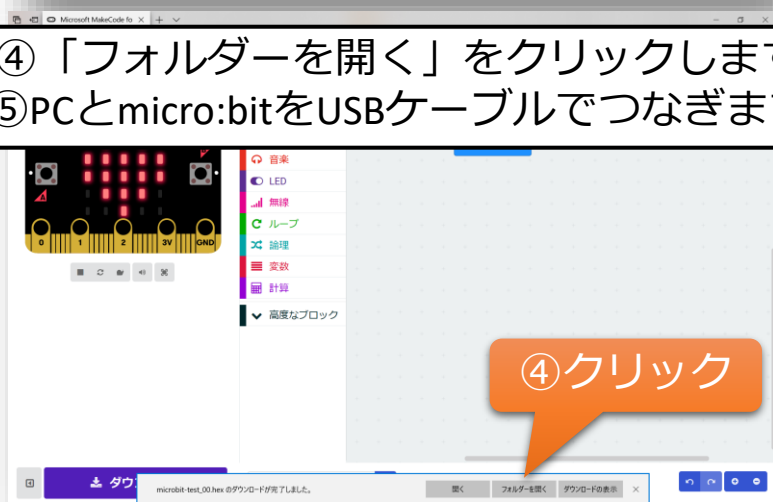 Microsoft MakeCode fo
④「フォルダーを開く」をクリックします
⑤PCとmicro:bitをUSBケーブルでつなぎま
音楽
LED
無線
ループ
論理
変数
計算
高度なブロック
0 1 2 3V GND
④クリック
ダウ
microbit-test_00.hex のダウンロードが完了しました。
開く フォルダーを開く ダウンロードの表示